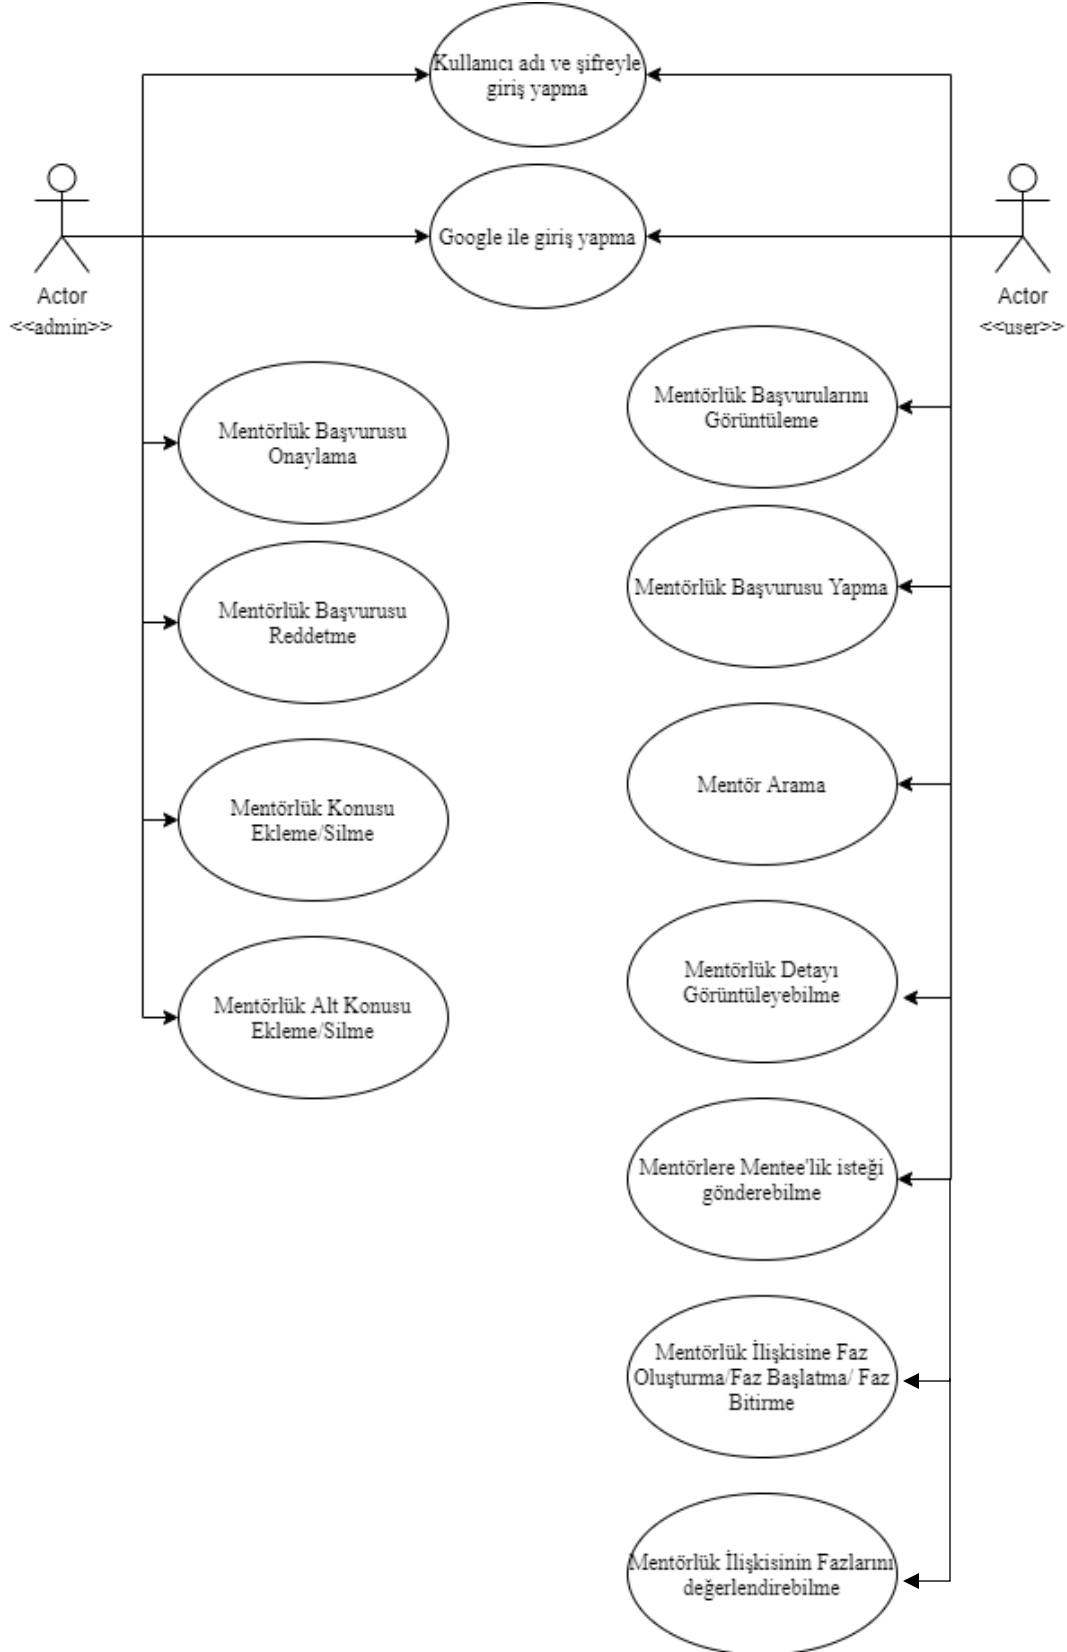 Kullanıcı adı ve şifreyle
giriş yapma
Google ile giriş yapma
Actor
<<admin>>
Actor
<<user>>
Mentörlük Başvurularını
Görüntüleme
Mentörlük Başvurusu
Onaylama
Mentörlük Başvurusu Yapma
Mentörlük Başvurusu
Reddetme
Mentör Arama
Mentörlük Konusu
Ekleme/Silme
Mentörlük Detayı
Görüntüleyebilme
Mentörlük Alt Konusu
Ekleme/Silme
Mentörlere Mentee'lik isteği
gönderebilme
Mentörlük İlişkisine Faz
Oluşturma/Faz Başlatma/ Faz
Bitirme
Mentörlük İlişkisinin Fazlarını
değerlendirebilme